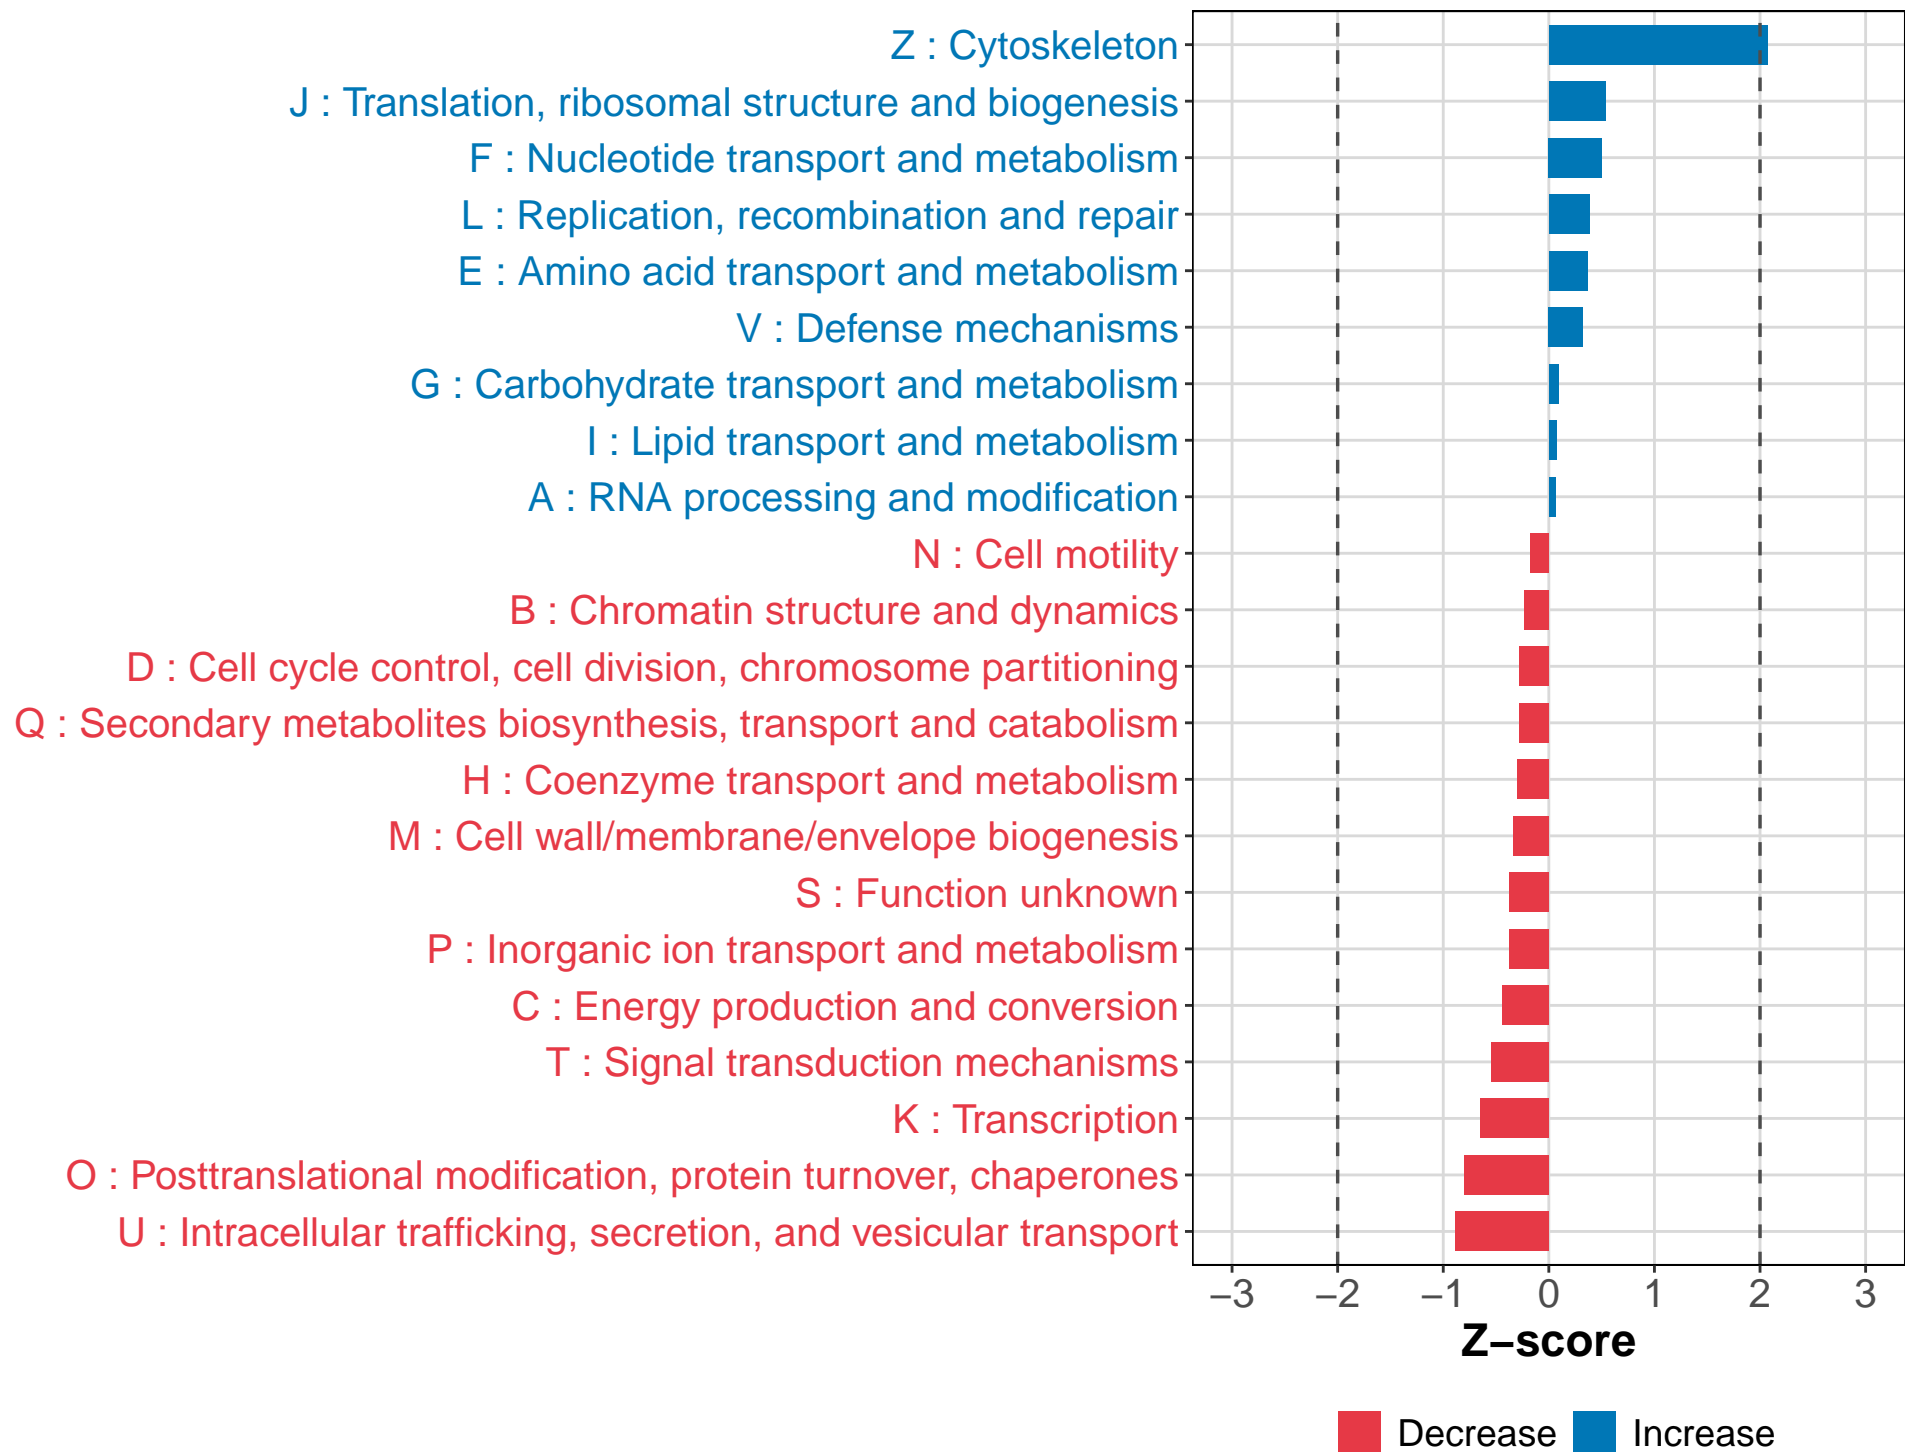 Z : Cytoskeleton
J : Translation, ribosomal structure and biogenesis
F : Nucleotide transport and metabolism
L : Replication, recombination and repair
E : Amino acid transport and metabolism
V : Defense mechanisms
G : Carbohydrate transport and metabolism
I : Lipid transport and metabolism
A : RNA processing and modification
N : Cell motility
B : Chromatin structure and dynamics
D : Cell cycle control, cell division, chromosome partitioning
Q : Secondary metabolites biosynthesis, transport and catabolism
H : Coenzyme transport and metabolism
M : Cell wall/membrane/envelope biogenesis
S : Function unknown
P : Inorganic ion transport and metabolism
C : Energy production and conversion
T : Signal transduction mechanisms
K : Transcription
O : Posttranslational modification, protein turnover, chaperones
U : Intracellular trafficking, secretion, and vesicular transport
−3 −2 −1 0 1 2 3
Z−score
Decrease Increase